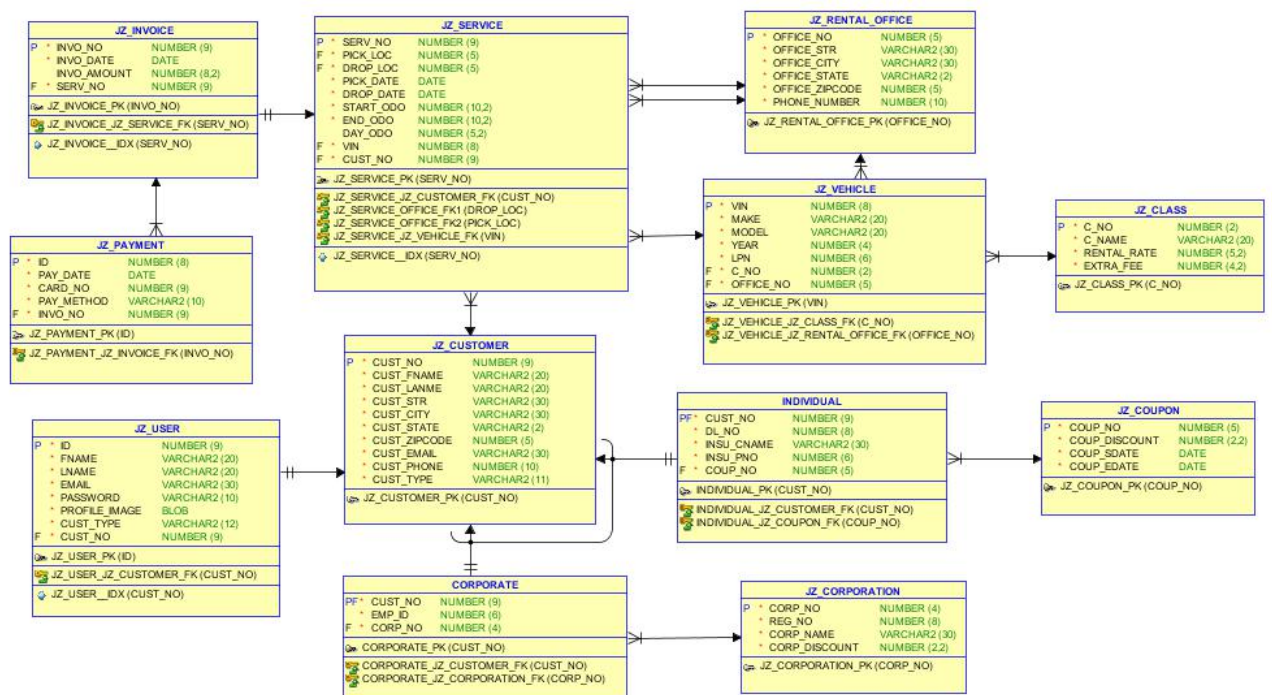 JZ_INVOICE
P * INVO_NO NUMBER (9)
* INVO_DATE DATE
INVO_AMOUNT NUMBER (8,2)
F * SERV_NO NUMBER (9)
JZ_INVOICE_PK (INVO_NO)
JZ_INVOICE_JZ_SERVICE_FK (SERV_NO)
JZ_INVOICE__IDX (SERV_NO)
JZ_SERVICE
P * SERV_NO NUMBER (9)
F * PICK_LOC NUMBER (5)
F * DROP_LOC NUMBER (5)
* PICK_DATE DATE
* DROP_DATE DATE
* START_ODO NUMBER (10,2)
* END_ODO NUMBER (10,2)
DAY_ODO NUMBER (5,2)
F * VIN NUMBER (8)
F * CUST_NO NUMBER (9)
JZ_SERVICE_PK (SERV_NO)
JZ_SERVICE_JZ_CUSTOMER_FK (CUST_NO)
JZ_SERVICE_OFFICE_FK1 (DROP_LOC)
JZ_SERVICE_OFFICE_FK2 (PICK_LOC)
JZ_SERVICE_JZ_VEHICLE_FK (VIN)
JZ_SERVICE__IDX (SERV_NO)
JZ_RENTAL_OFFICE
P * OFFICE_NO NUMBER (5)
* OFFICE_STR VARCHAR2 (30)
* OFFICE_CITY VARCHAR2 (30)
* OFFICE_STATE VARCHAR2 (2)
* OFFICE_ZIPCODE NUMBER (5)
* PHONE_NUMBER NUMBER (10)
JZ_RENTAL_OFFICE_PK (OFFICE_NO)
JZ_VEHICLE
P * VIN NUMBER (8)
* MAKE VARCHAR2 (20)
* MODEL VARCHAR2 (20)
* YEAR NUMBER (4)
* LPN NUMBER (6)
F * C_NO NUMBER (2)
F * OFFICE_NO NUMBER (5)
JZ_VEHICLE_PK (VIN)
JZ_VEHICLE_JZ_CLASS_FK (C_NO)
JZ_VEHICLE_JZ_RENTAL_OFFICE_FK (OFFICE_NO)
JZ_CLASS
P * C_NO NUMBER (2)
* C_NAME VARCHAR2 (20)
* RENTAL_RATE NUMBER (5,2)
* EXTRA_FEE NUMBER (4,2)
JZ_CLASS_PK (C_NO)
JZ_PAYMENT
P * ID NUMBER (8)
* PAY_DATE DATE
* CARD_NO NUMBER (9)
* PAY_METHOD VARCHAR2 (10)
F * INVO_NO NUMBER (9)
JZ_PAYMENT_PK (ID)
JZ_PAYMENT_JZ_INVOICE_FK (INVO_NO)
JZ_CUSTOMER
P * CUST_NO NUMBER (9)
* CUST_FNAME VARCHAR2 (20)
* CUST_LANME VARCHAR2 (20)
* CUST_STR VARCHAR2 (30)
* CUST_CITY VARCHAR2 (30)
* CUST_STATE VARCHAR2 (2)
* CUST_ZIPCODE NUMBER (5)
* CUST_EMAIL VARCHAR2 (30)
* CUST_PHONE NUMBER (10)
* CUST_TYPE VARCHAR2 (11)
JZ_CUSTOMER_PK (CUST_NO)
JZ_USER
P * ID NUMBER (9)
* FNAME VARCHAR2 (20)
* LNAME VARCHAR2 (20)
* EMAIL VARCHAR2 (30)
* PASSWORD VARCHAR2 (10)
* PROFILE_IMAGE BLOB
* CUST_TYPE VARCHAR2 (12)
F * CUST_NO NUMBER (9)
JZ_USER_PK (ID)
JZ_USER_JZ_CUSTOMER_FK (CUST_NO)
JZ_USER__IDX (CUST_NO)
INDIVIDUAL
PF * CUST_NO NUMBER (9)
* DL_NO NUMBER (8)
* INSU_CNAME VARCHAR2 (30)
* INSU_PNO NUMBER (6)
F * COUP_NO NUMBER (5)
INDIVIDUAL_PK (CUST_NO)
INDIVIDUAL_JZ_CUSTOMER_FK (CUST_NO)
INDIVIDUAL_JZ_COUPON_FK (COUP_NO)
JZ_COUPON
P * COUP_NO NUMBER (5)
* COUP_DISCOUNT NUMBER (2,2)
* COUP_SDATE DATE
* COUP_EDATE DATE
JZ_COUPON_PK (COUP_NO)
CORPORATE
PF * CUST_NO NUMBER (9)
* EMP_ID NUMBER (6)
F * CORP_NO NUMBER (4)
CORPORATE_PK (CUST_NO)
CORPORATE_JZ_CUSTOMER_FK (CUST_NO)
CORPORATE_JZ_CORPORATION_FK (CORP_NO)
JZ_CORPORATION
P * CORP_NO NUMBER (4)
* REG_NO NUMBER (8)
* CORP_NAME VARCHAR2 (30)
* CORP_DISCOUNT NUMBER (2,2)
JZ_CORPORATION_PK (CORP_NO)